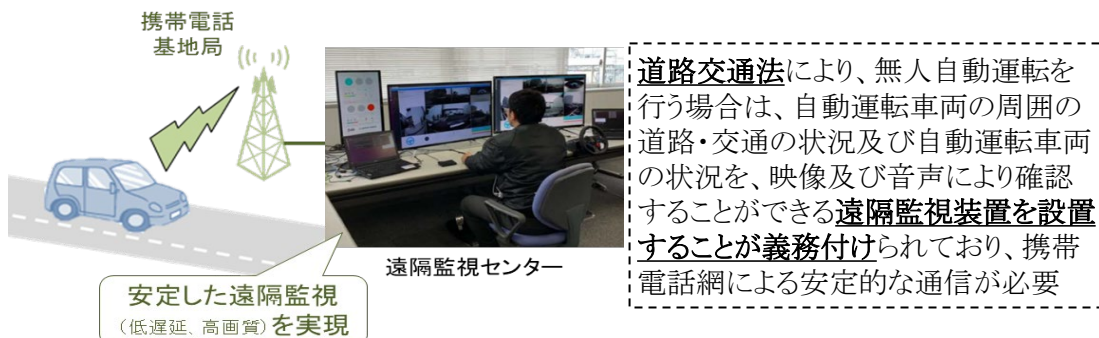 携帯電話
基地局
道路交通法により、無人自動運転を
行う場合は、自動運転車両の周囲の
道路・交通の状況及び自動運転車両
の状況を、映像及び音声により確認
することができる遠隔監視装置を設置
することが義務付けられており、携帯
電話網による安定的な通信が必要
遠隔監視センター
安定した遠隔監視
(低遅延、高画質)を実現